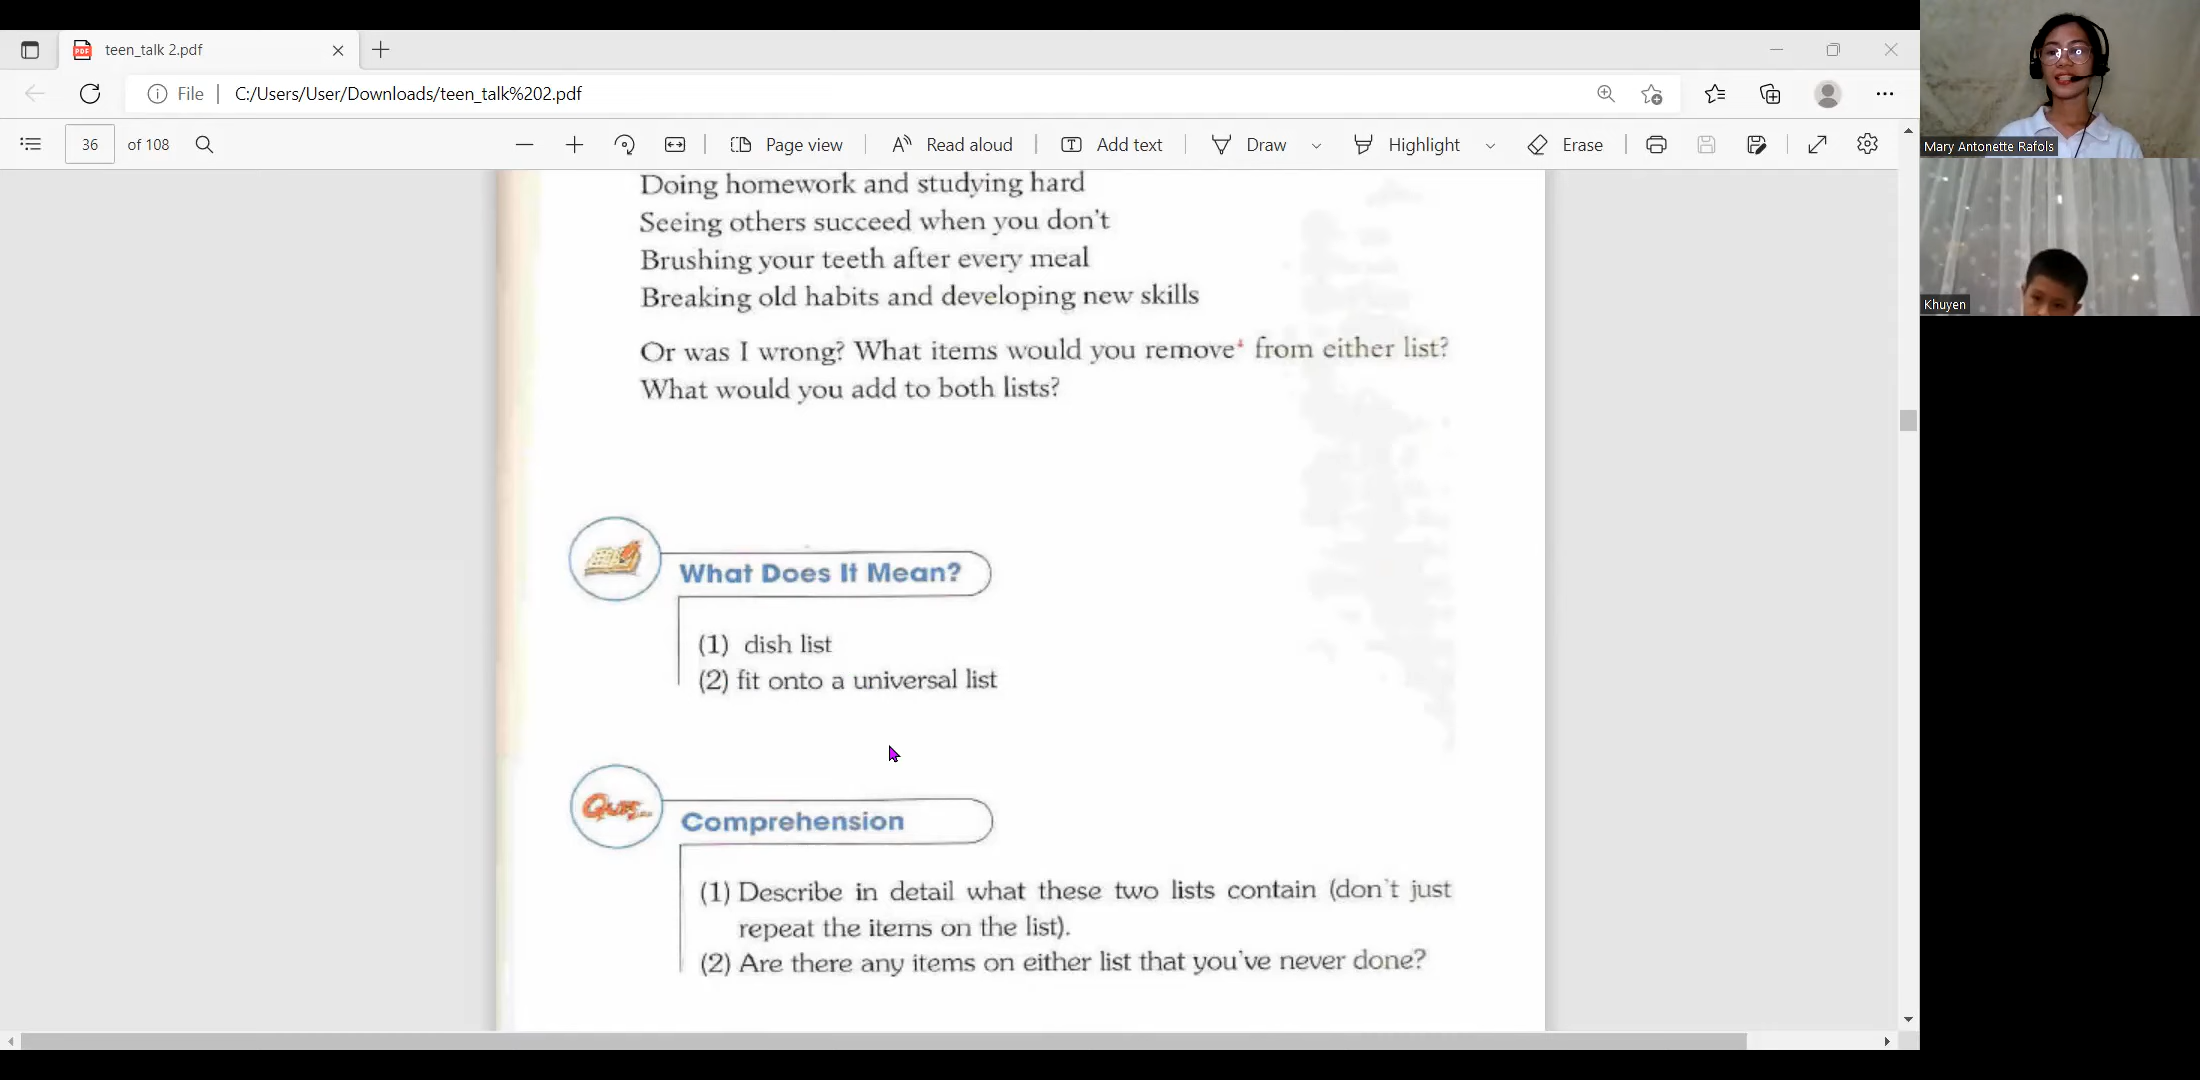 teen_talk 2.pdf
File
C:/Users/User/Downloads/teen_talk%202.pdf
36 of 108
Page view
Read aloud
Add text
Draw
Highlight
Erase
Mary Antonette Rafols
Khuyen
Doing homework and studying hard
Seeing others succeed when you don't
Brushing your teeth after every meal
Breaking old habits and developing new skills
Or was I wrong? What items would you remove from either list?
What would you add to both lists?
What Does It Mean?
(1) dish list
(2) fit onto a universal list
Comprehension
(1) Describe in detail what these two lists contain (don't just
repeat the items on the list).
(2) Are there any items on either list that you've never done?